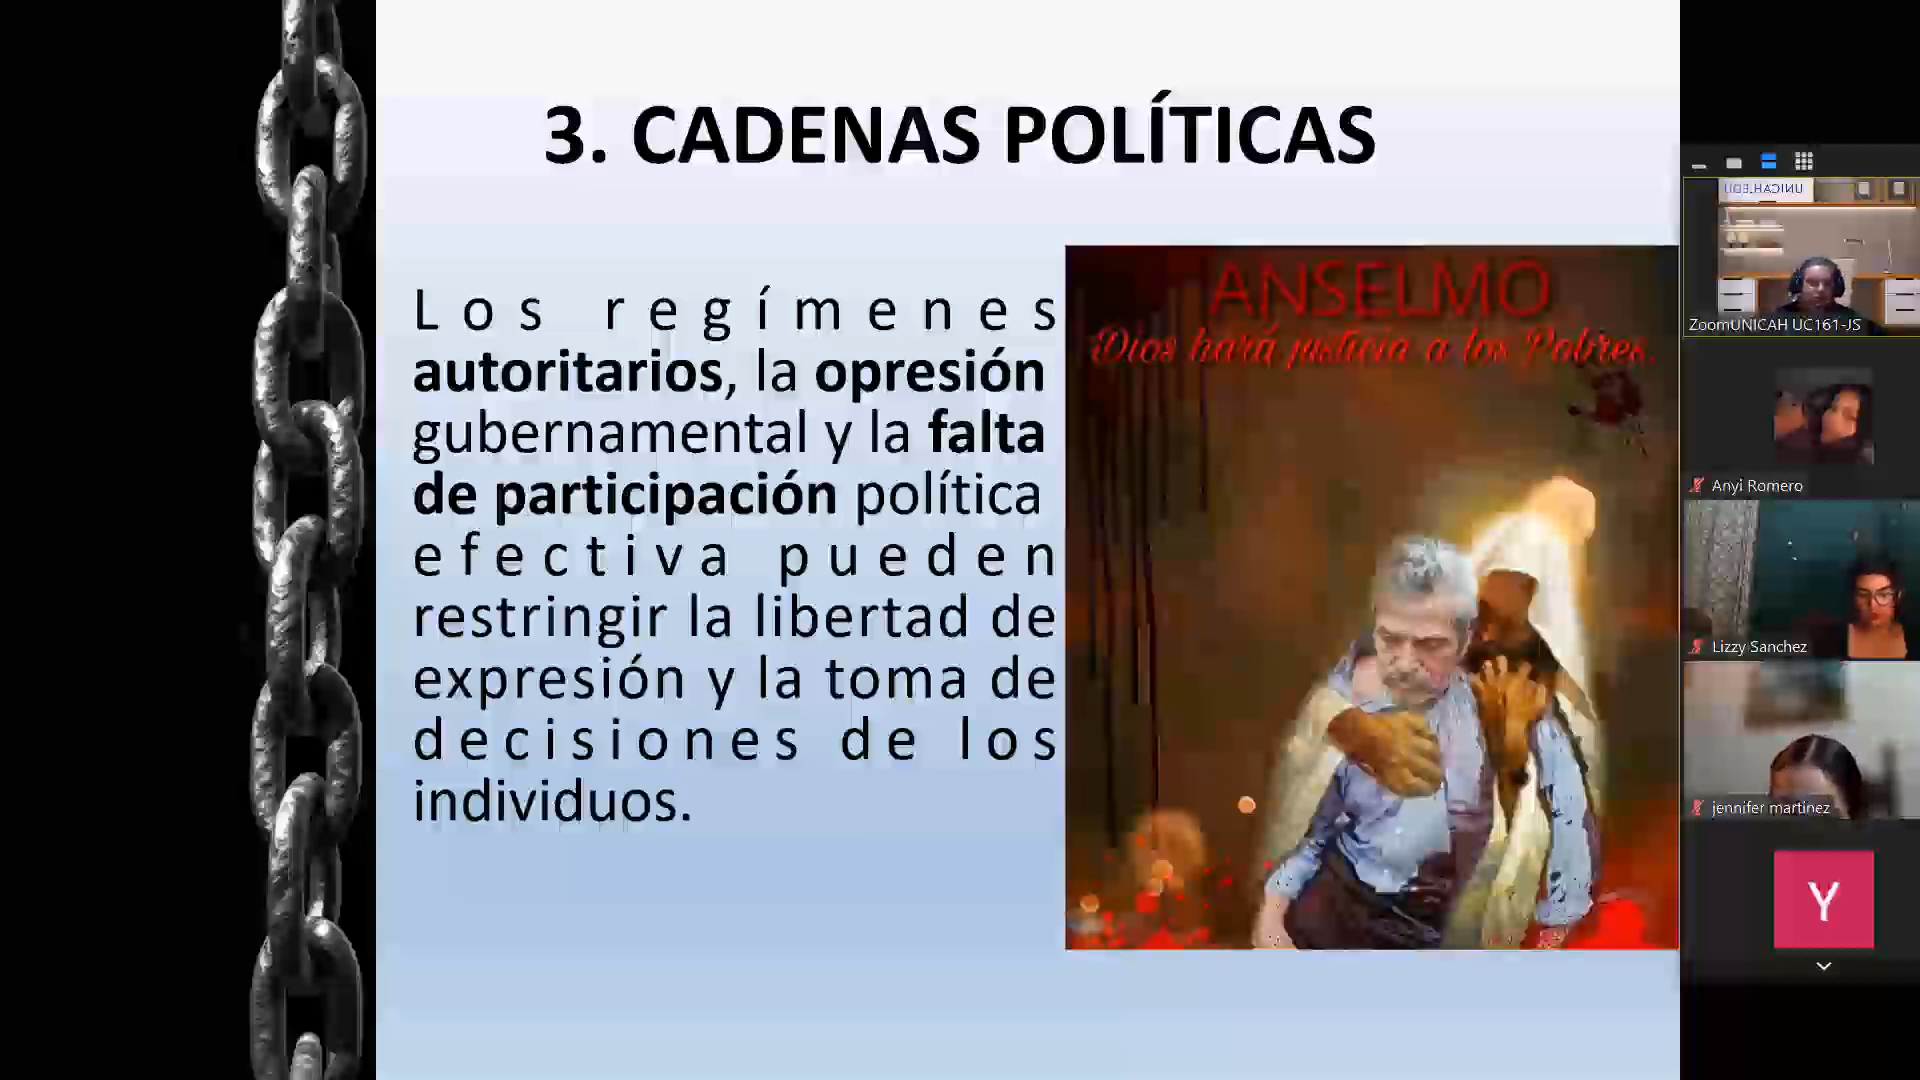 3. CADENAS POLÍTICAS
Los regímenes
autoritarios, la opresión
gubernamental y la falta
de participación política
efectiva pueden
restringir la libertad de
expresión y la toma de
decisiones de los
individuos.
ANSELMO
Dios hará justicia a los Pobres.
UNICAH.EDU
ZoomUNICAH UC161-JS
Anyi Romero
Lizzy Sanchez
jennifer martinez
Y